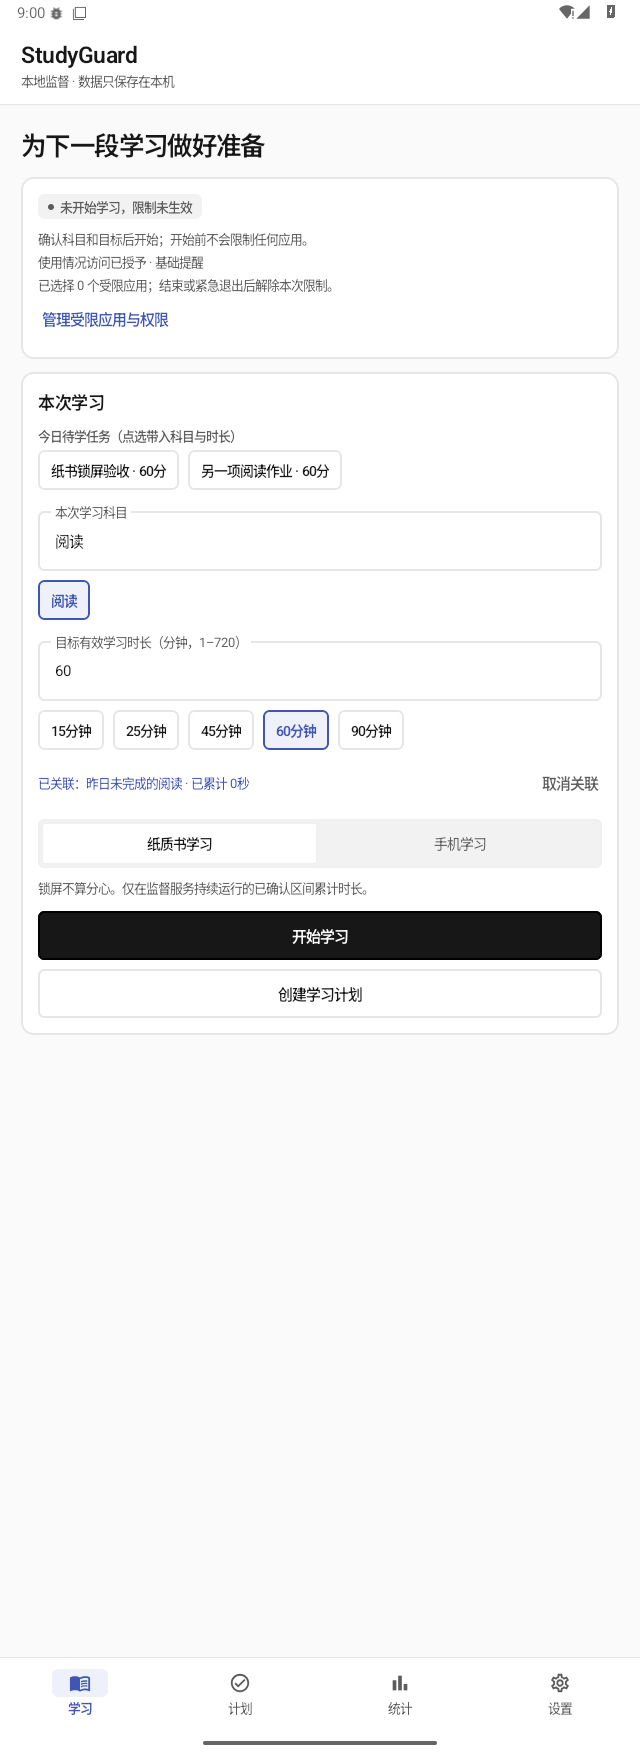 9:00
StudyGuard
本地监督 · 数据只保存在本机
为下一段学习做好准备
未开始学习，限制未生效
确认科目和目标后开始；开始前不会限制任何应用。
使用情况访问已授予 · 基础提醒
已选择 0 个受限应用；结束或紧急退出后解除本次限制。
管理受限应用与权限
本次学习
今日待学任务（点选带入科目与时长）
纸书锁屏验收 · 60分
另一项阅读作业 · 60分
本次学习科目
阅读
阅读
目标有效学习时长（分钟，1–720）
60
15分钟
25分钟
45分钟
60分钟
90分钟
已关联：昨日未完成的阅读 · 已累计 0秒
取消关联
纸质书学习
手机学习
锁屏不算分心。仅在监督服务持续运行的已确认区间累计时长。
开始学习
创建学习计划
学习
计划
统计
设置